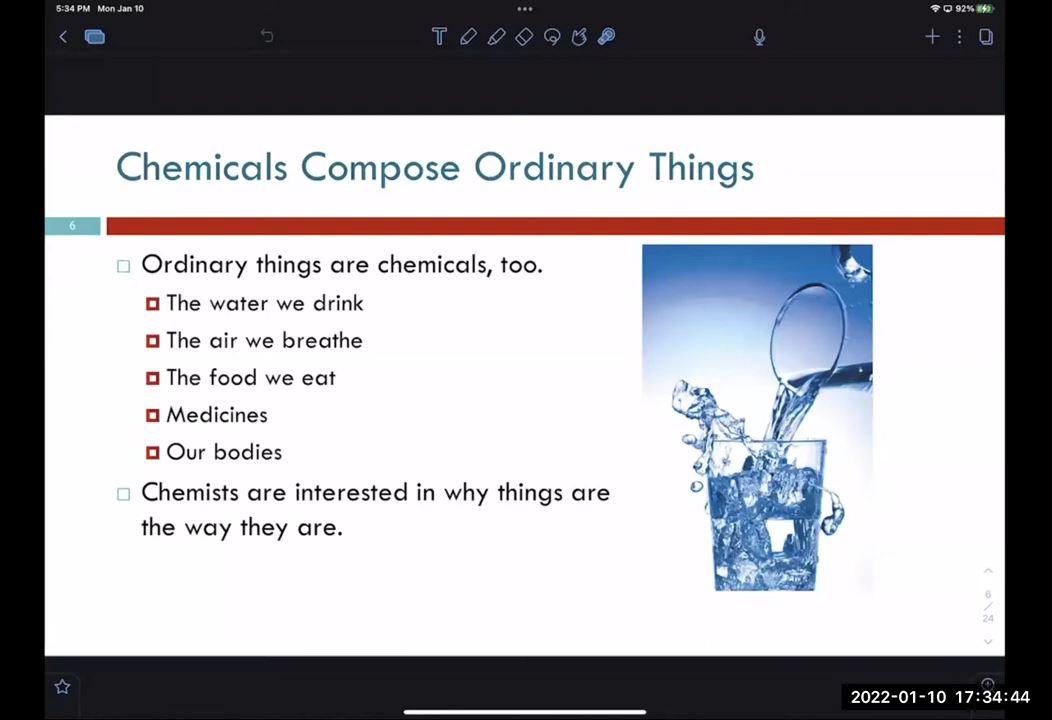 5:34 PM Mon Jan 10
92%
T
Chemicals Compose Ordinary Things
6
Ordinary things are chemicals, too.
The water we drink
The air we breathe
The food we eat
Medicines
Our bodies
Chemists are interested in why things are
the way they are.
6
/
24
2022-01-10 17:34:44